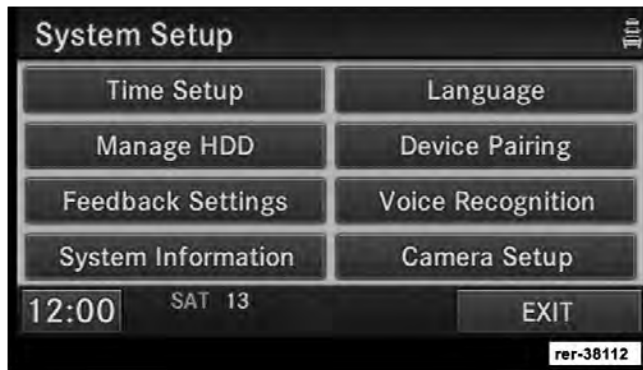 System Setup
Time Setup
Language
Manage HDD
Device Pairing
Feedback Settings
Voice Recognition
System Information
Camera Setup
12:00
SAT 13
EXIT
rer-38112